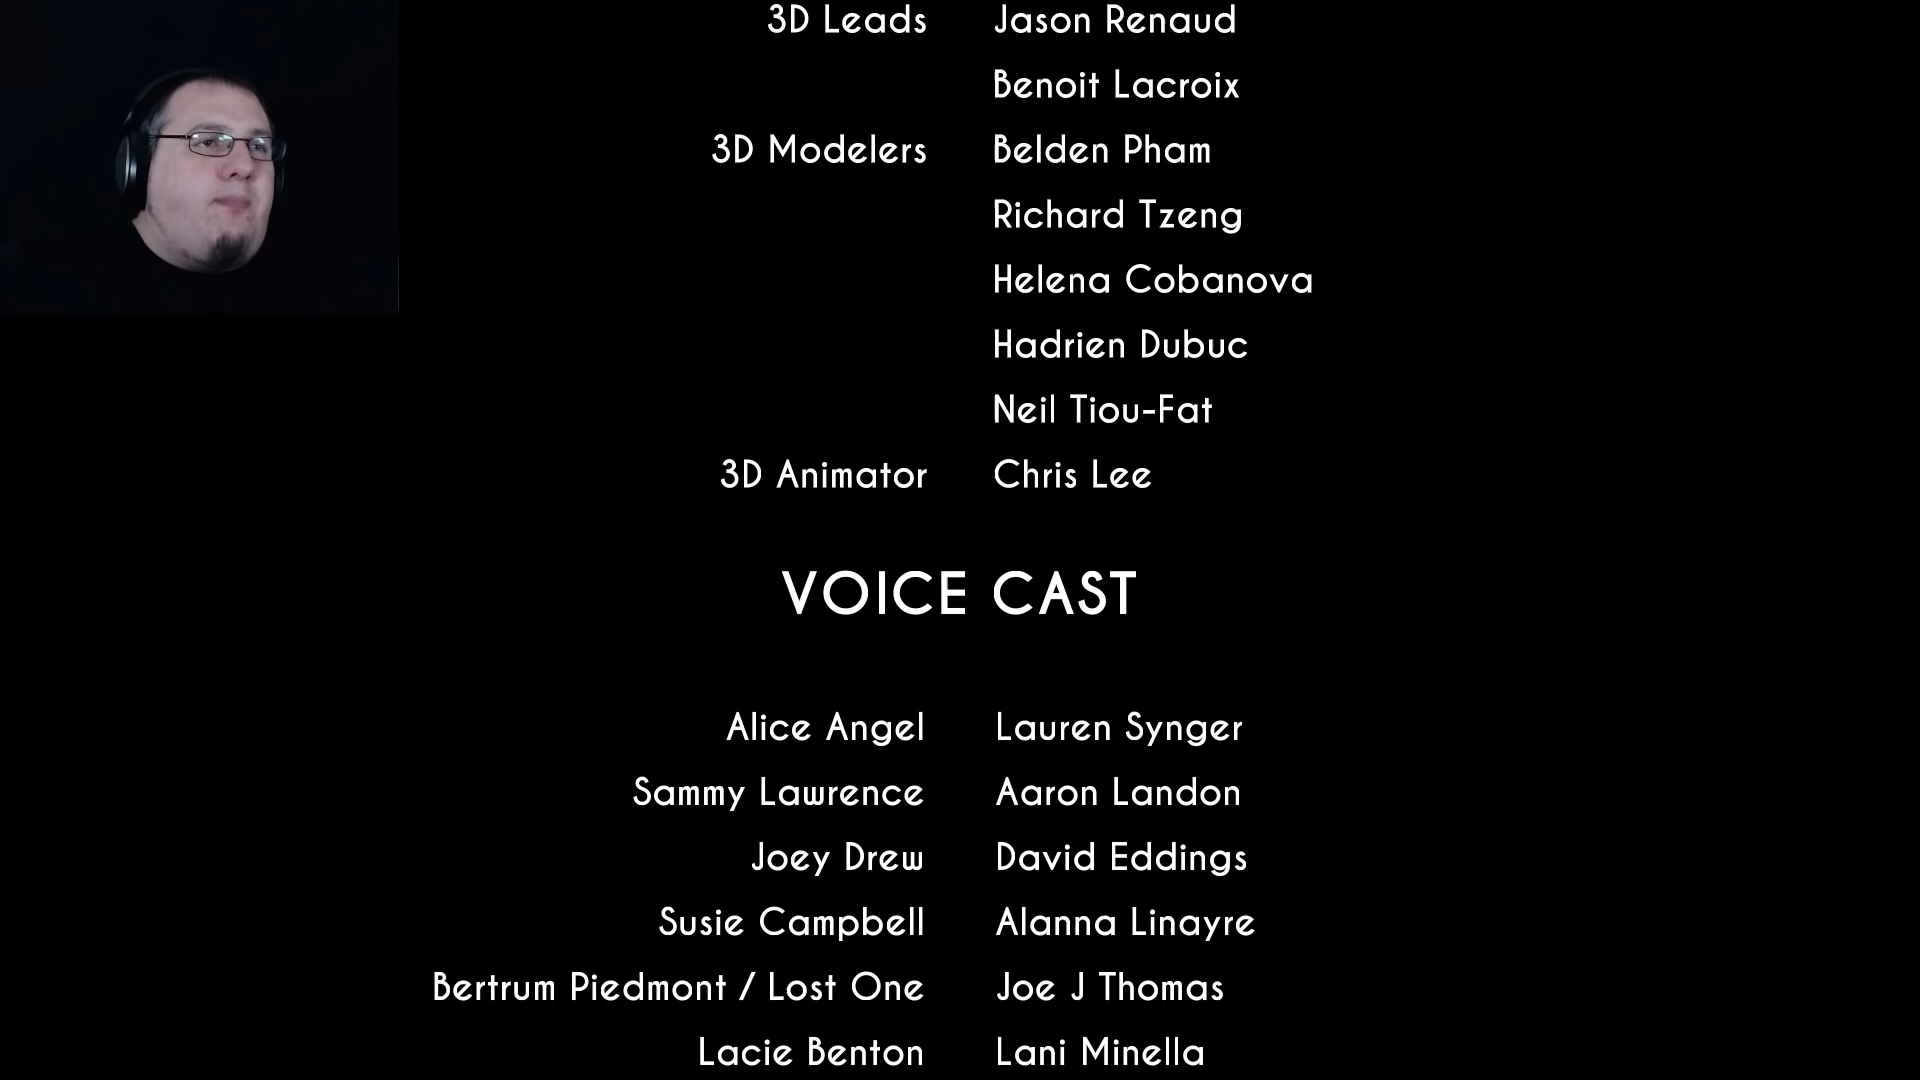 3D Leads Jason Renaud
Benoit Lacroix
3D Modelers Belden Pham
Richard Tzeng
Helena Cobanova
Hadrien Dubuc
Neil Tiou-Fat
3D Animator Chris Lee
VOICE CAST
Alice Angel Lauren Synger
Sammy Lawrence Aaron Landon
Joey Drew David Eddings
Susie Campbell Alanna Linayre
Bertrum Piedmont / Lost One Joe J Thomas
Lacie Benton Lani Minella